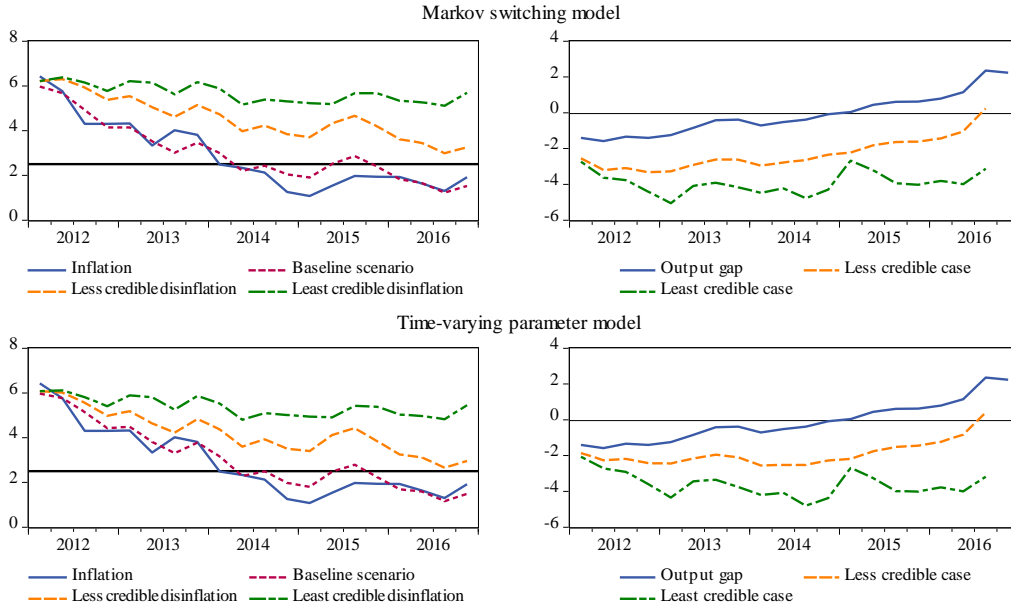 Markov switching model
8
6
4
2
0
2012 2013 2014 2015 2016
Inflation Baseline scenario
Less credible disinflation Least credible disinflation
4
2
0
-2
-4
-6
2012 2013 2014 2015 2016
Output gap Less credible case
Least credible case
Time-varying parameter model
8
6
4
2
0
2012 2013 2014 2015 2016
Inflation Baseline scenario
Less credible disinflation Least credible disinflation
4
2
0
-2
-4
-6
2012 2013 2014 2015 2016
Output gap Less credible case
Least credible case